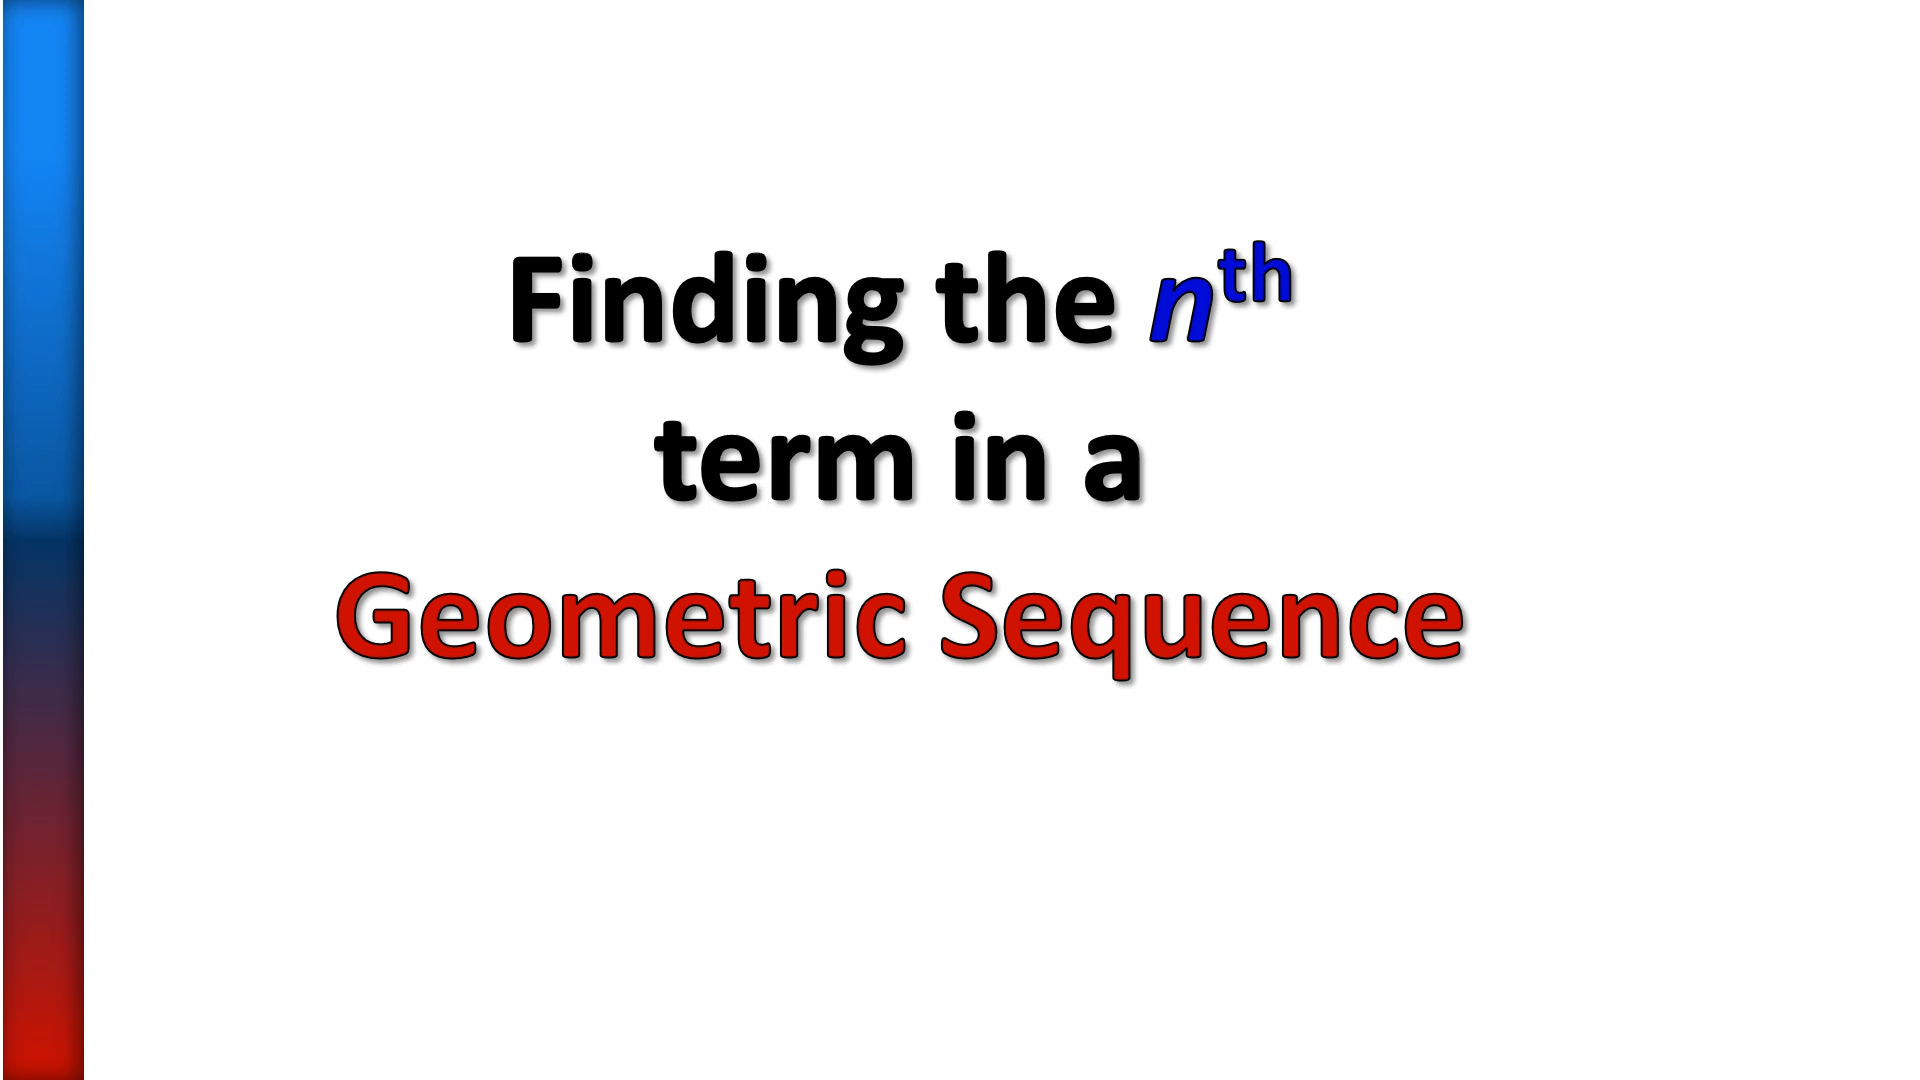 Finding the nth
term in a
Geometric Sequence